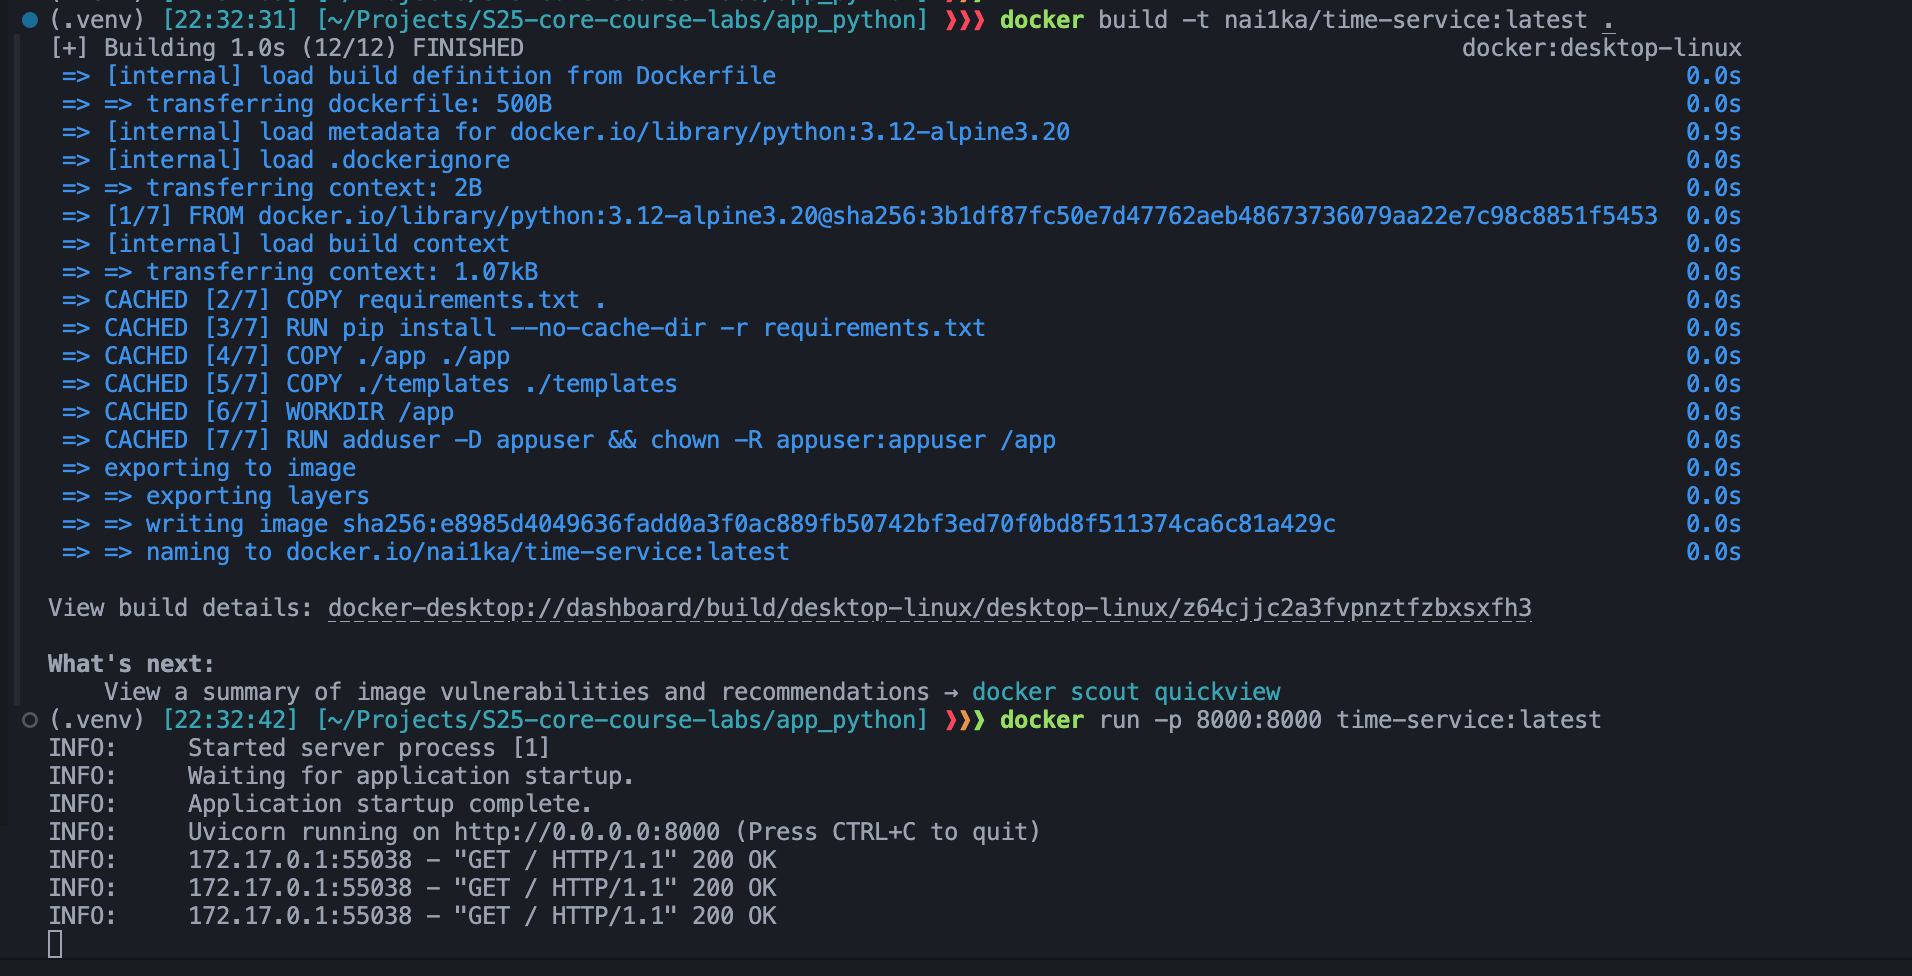 (.venv) [22:32:31] [~/Projects/S25-core-course-labs/app_python] ❯❯❯ docker build -t nai1ka/time-service:latest .
[+] Building 1.0s (12/12) FINISHED docker:desktop-linux
=> [internal] load build definition from Dockerfile 0.0s
=> => transferring dockerfile: 500B 0.0s
=> [internal] load metadata for docker.io/library/python:3.12-alpine3.20 0.9s
=> [internal] load .dockerignore 0.0s
=> => transferring context: 2B 0.0s
=> [1/7] FROM docker.io/library/python:3.12-alpine3.20@sha256:3b1df87fc50e7d47762aeb48673736079aa22e7c98c8851f5453 0.0s
=> [internal] load build context 0.0s
=> => transferring context: 1.07kB 0.0s
=> CACHED [2/7] COPY requirements.txt . 0.0s
=> CACHED [3/7] RUN pip install --no-cache-dir -r requirements.txt 0.0s
=> CACHED [4/7] COPY ./app ./app 0.0s
=> CACHED [5/7] COPY ./templates ./templates 0.0s
=> CACHED [6/7] WORKDIR /app 0.0s
=> CACHED [7/7] RUN adduser -D appuser && chown -R appuser:appuser /app 0.0s
=> exporting to image 0.0s
=> => exporting layers 0.0s
=> => writing image sha256:e8985d4049636fadd0a3f0ac889fb50742bf3ed70f0bd8f511374ca6c81a429c 0.0s
=> => naming to docker.io/nai1ka/time-service:latest 0.0s
View build details: docker-desktop://dashboard/build/desktop-linux/desktop-linux/z64cjjc2a3fvpnztfzbxsxfh3
What's next:
View a summary of image vulnerabilities and recommendations → docker scout quickview
(.venv) [22:32:42] [~/Projects/S25-core-course-labs/app_python] ❯❯❯ docker run -p 8000:8000 time-service:latest
INFO: Started server process [1]
INFO: Waiting for application startup.
INFO: Application startup complete.
INFO: Uvicorn running on http://0.0.0.0:8000 (Press CTRL+C to quit)
INFO: 172.17.0.1:55038 - "GET / HTTP/1.1" 200 OK
INFO: 172.17.0.1:55038 - "GET / HTTP/1.1" 200 OK
INFO: 172.17.0.1:55038 - "GET / HTTP/1.1" 200 OK